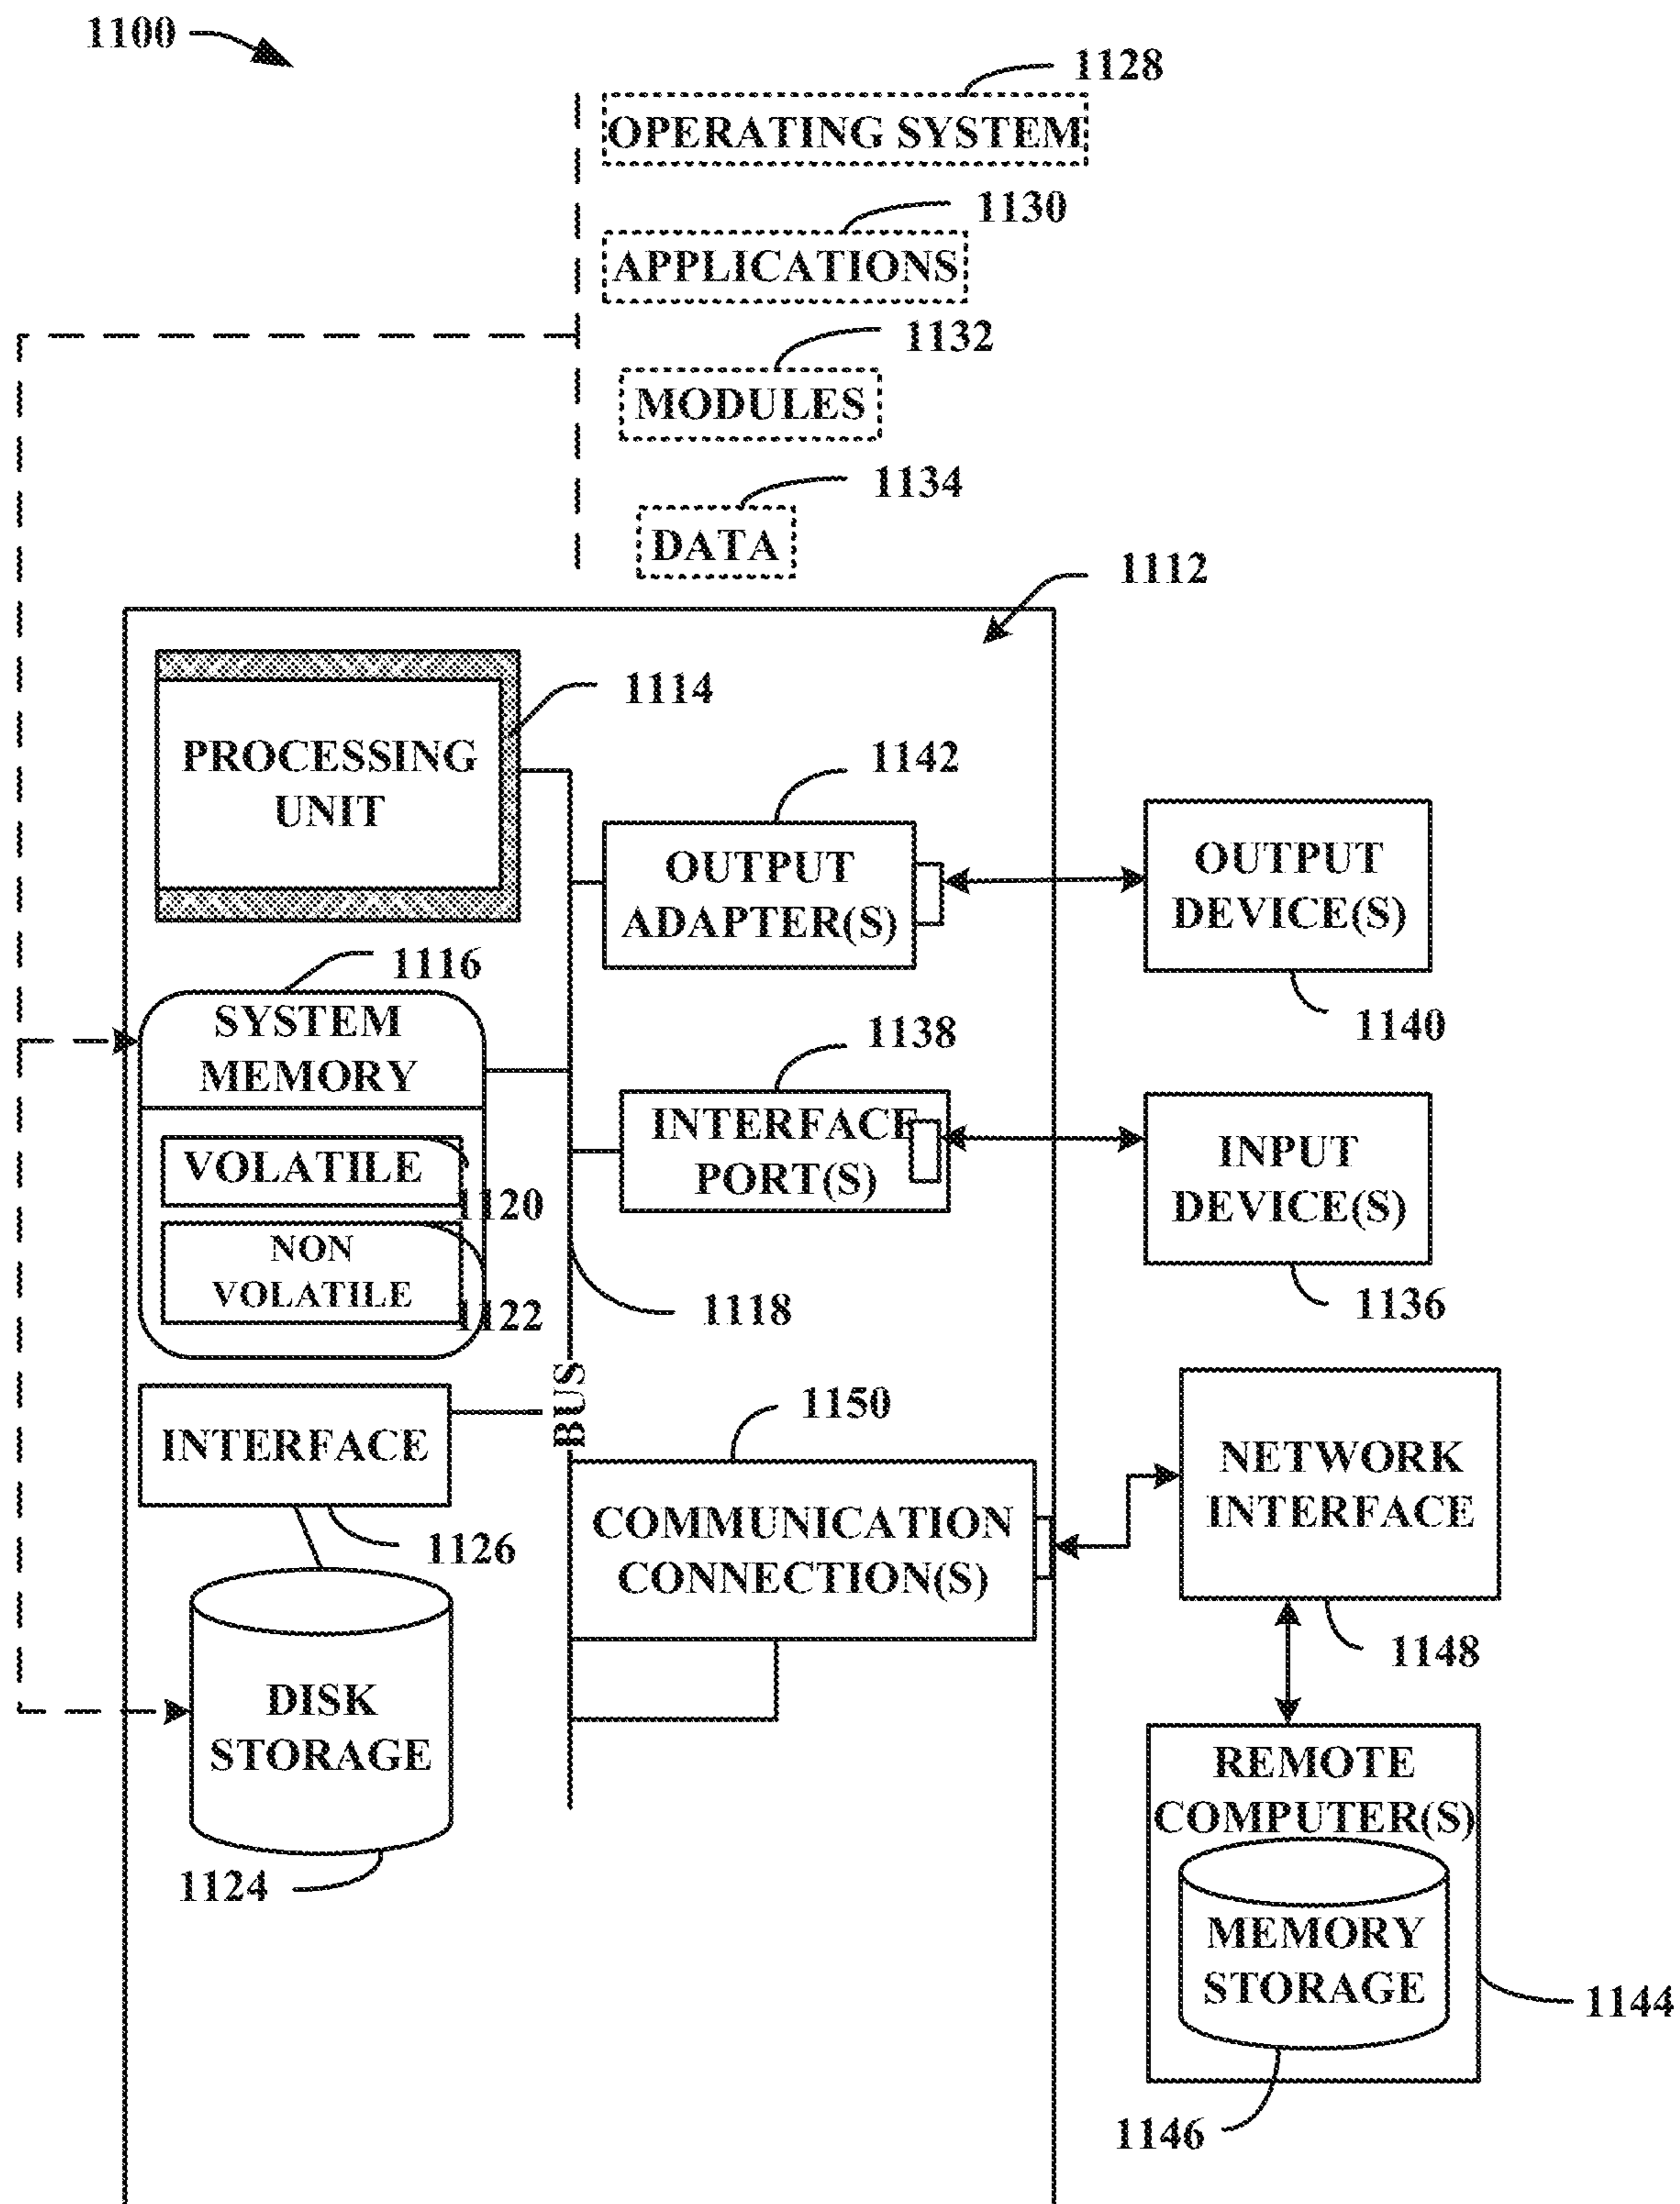 1100
1128
OPERATING SYSTEM
1130
APPLICATIONS
1132
MODULES
1134
DATA
1112
PROCESSING
UNIT
1114
1142
OUTPUT
ADAPTER(S)
OUTPUT
DEVICE(S)
1140
1116
SYSTEM
MEMORY
VOLATILE
1120
NON
VOLATILE
1122
1138
INTERFACE
PORT(S)
INPUT
DEVICE(S)
1136
1118
BUS
INTERFACE
1126
1150
COMMUNICATION
CONNECTION(S)
NETWORK
INTERFACE
1148
DISK
STORAGE
1124
REMOTE
COMPUTER(S)
MEMORY
STORAGE
1144
1146